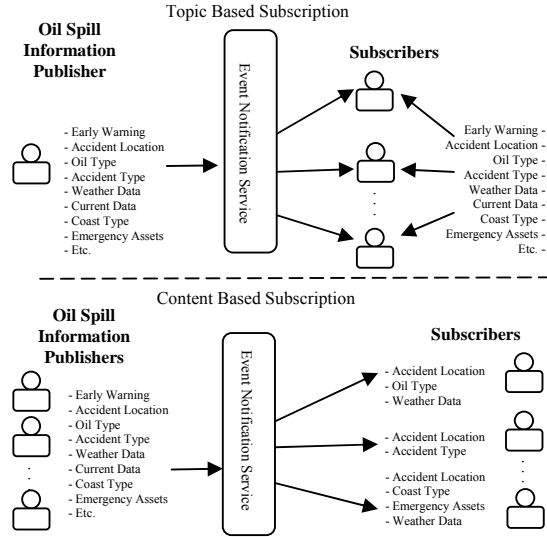 Topic Based Subscription
Oil Spill
Information
Publisher
Subscribers
Event Notification Service
- Early Warning
- Accident Location
- Oil Type
- Accident Type
- Weather Data
- Current Data
- Coast Type
- Emergency Assets
- Etc.
Early Warning -
Accident Location -
Oil Type -
Accident Type -
Weather Data -
Current Data -
Coast Type -
Emergency Assets -
Etc. -
Content Based Subscription
Oil Spill
Information
Publishers
Subscribers
Event Notification Service
- Early Warning
- Accident Location
- Oil Type
- Accident Type
- Weather Data
- Current Data
- Coast Type
- Emergency Assets
- Etc.
- Accident Location
- Oil Type
- Weather Data
- Accident Location
- Accident Type
- Accident Location
- Coast Type
- Emergency Assets
- Weather Data